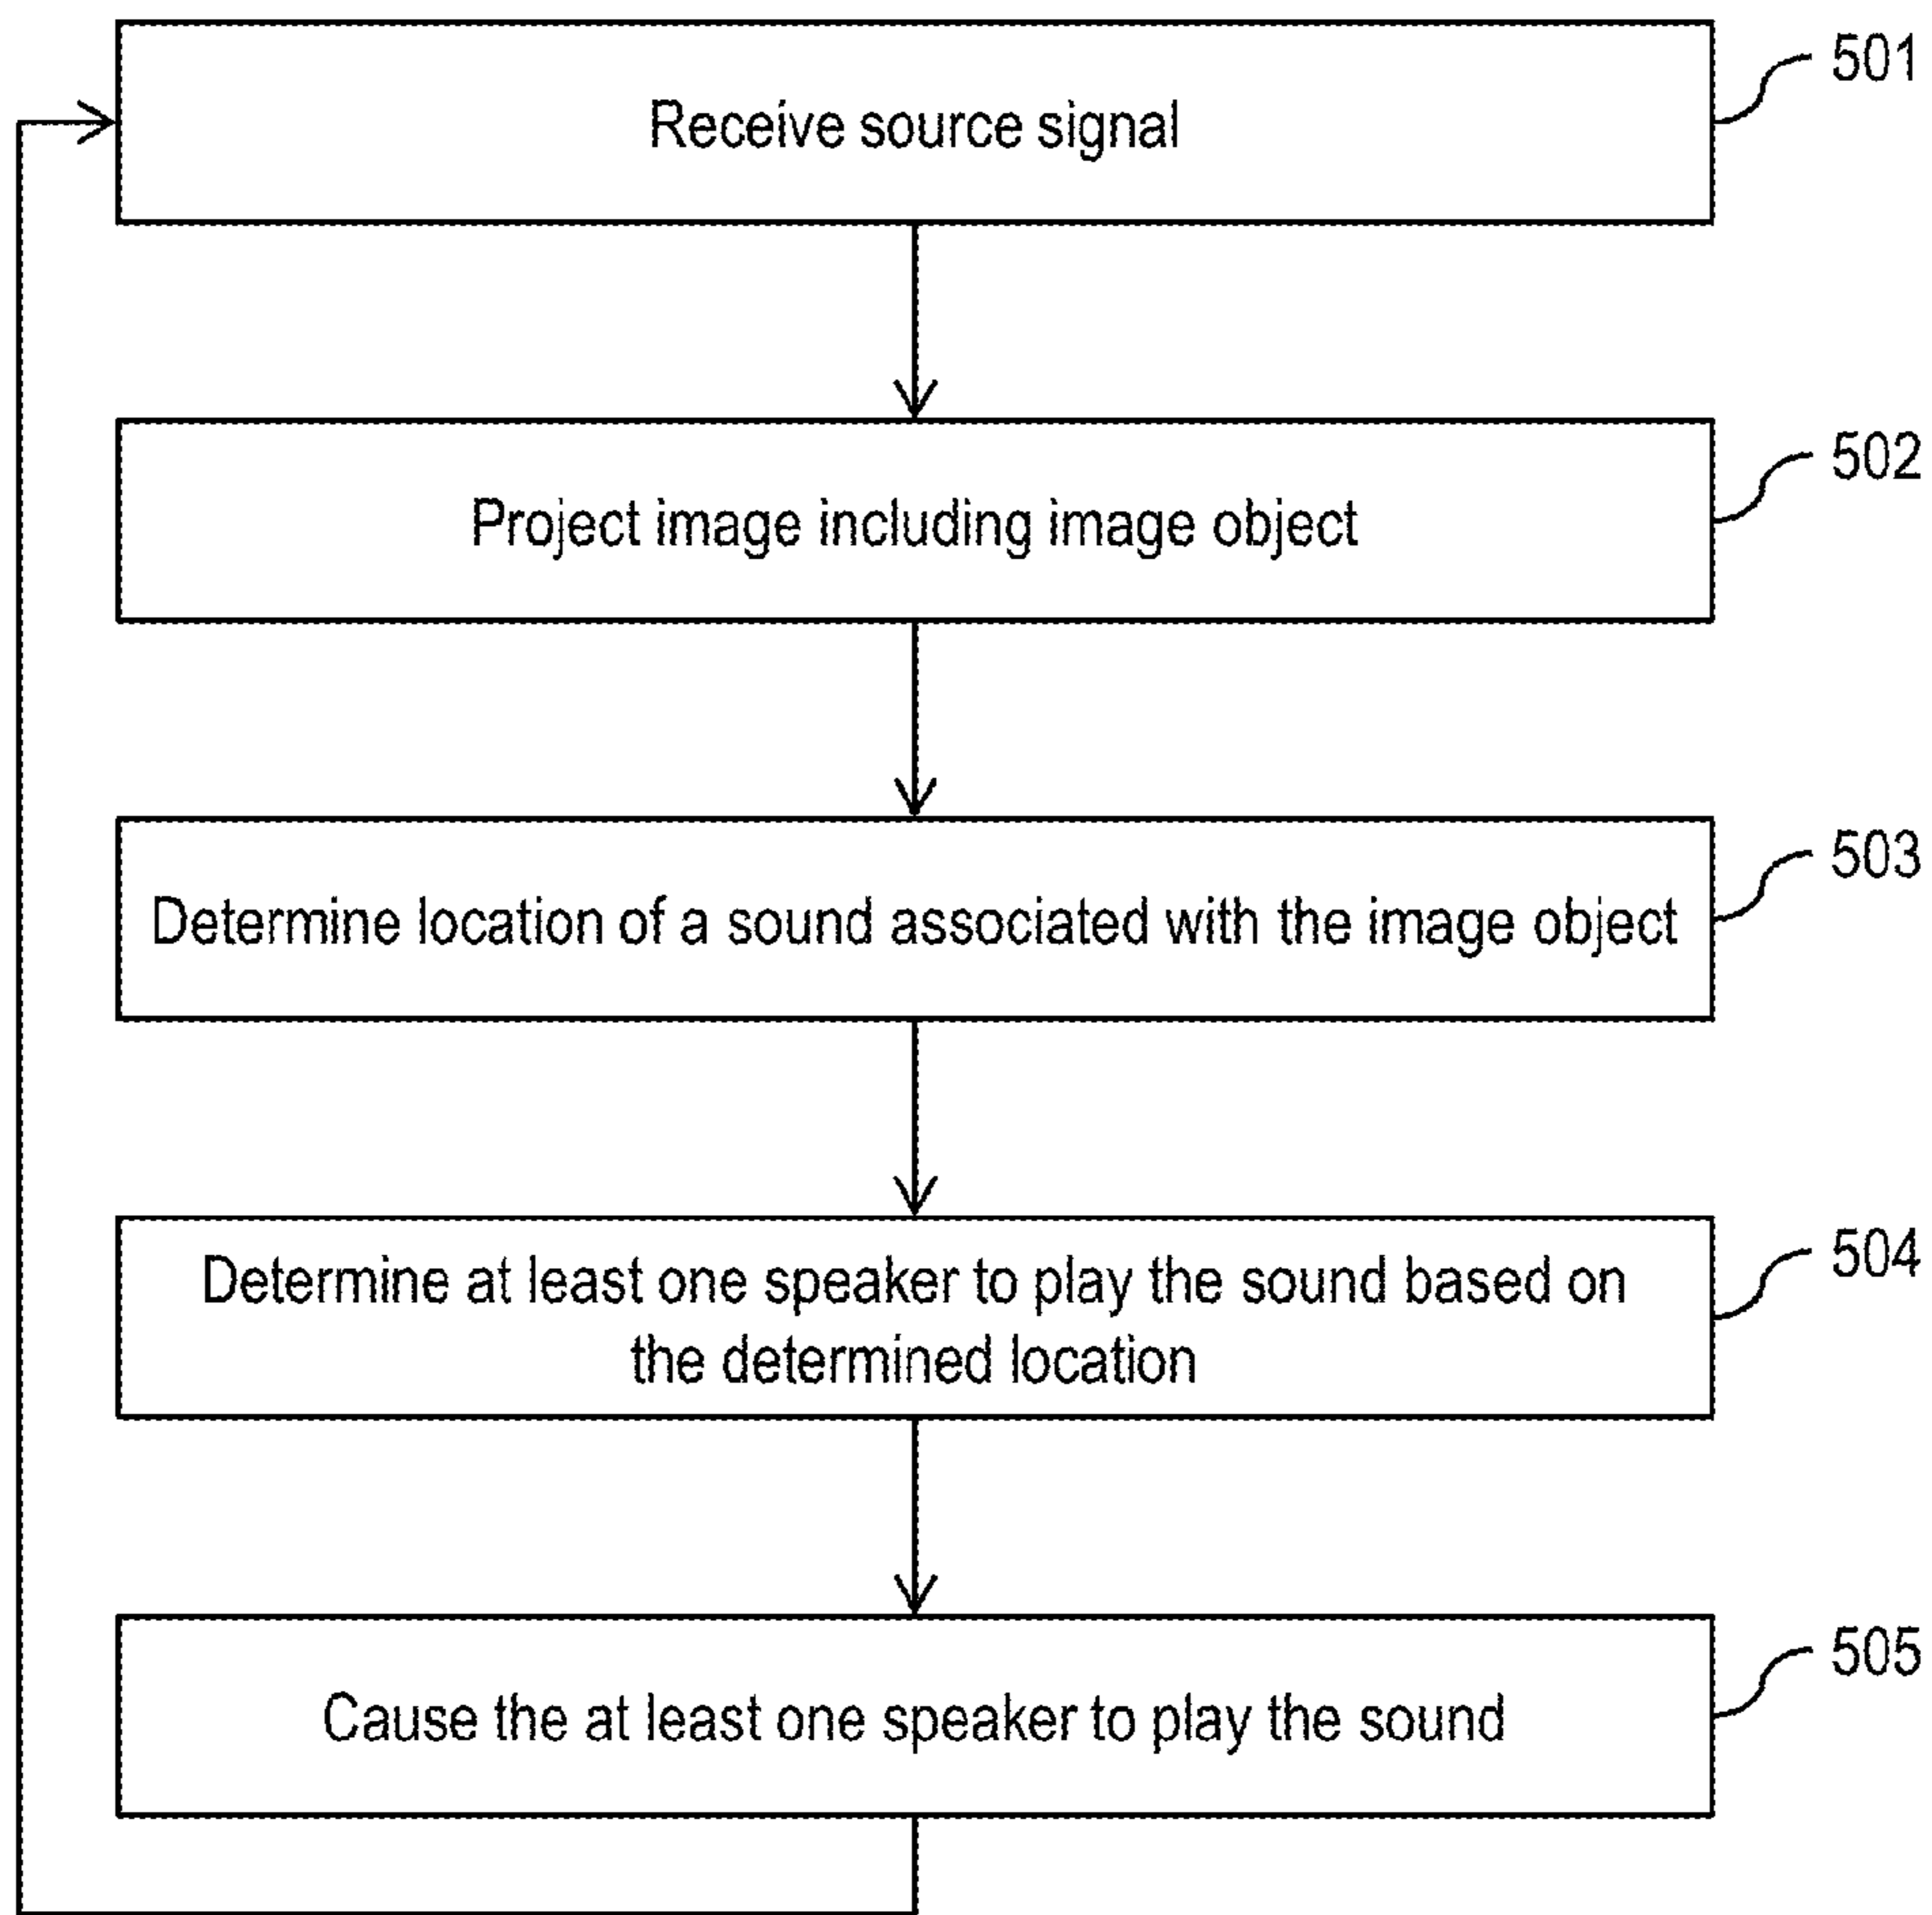 Receive source signal
501
Project image including image object
502
Determine location of a sound associated with the image object
503
Determine at least one speaker to play the sound based on
the determined location
504
Cause the at least one speaker to play the sound
505